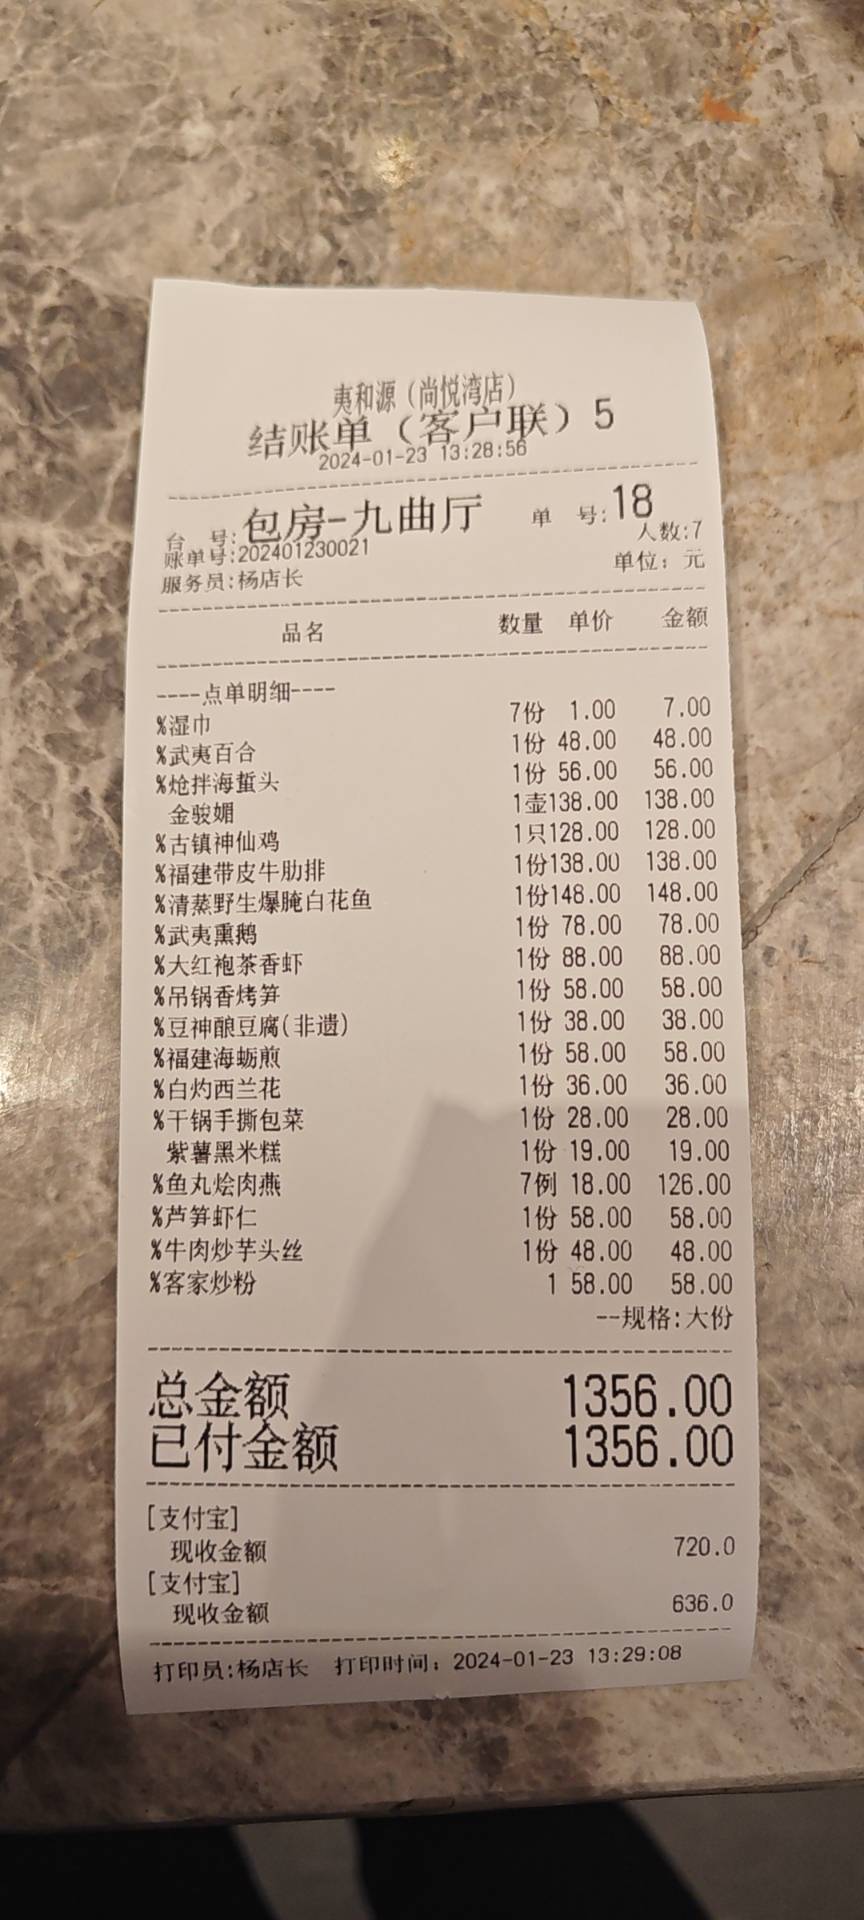 夷和源（尚悦湾店）
结账单（客户联）5
2024-01-23 13:28:56
台 号:包房-九曲厅 单 号:18
账单号:202401230021 人数:7
服务员:杨店长 单位: 元
品名 数量 单价 金额
----点单明细----
%湿巾 7份 1.00 7.00
%武夷百合 1份 48.00 48.00
%炝拌海蜇头 1份 56.00 56.00
金骏媚 1壶138.00 138.00
%古镇神仙鸡 1只128.00 128.00
%福建带皮牛肋排 1份138.00 138.00
%清蒸野生爆腌白花鱼 1份148.00 148.00
%武夷熏鹅 1份 78.00 78.00
%大红袍茶香虾 1份 88.00 88.00
%吊锅香烤笋 1份 58.00 58.00
%豆神酿豆腐(非遗) 1份 38.00 38.00
%福建海蛎煎 1份 58.00 58.00
%白灼西兰花 1份 36.00 36.00
%干锅手撕包菜 1份 28.00 28.00
紫薯黑米糕 1份 19.00 19.00
%鱼丸烩肉燕 7例 18.00 126.00
%芦笋虾仁 1份 58.00 58.00
%牛肉炒芋头丝 1份 48.00 48.00
%客家炒粉 1 58.00 58.00
--规格:大份
总金额 1356.00
已付金额 1356.00
[支付宝]
现收金额 720.0
[支付宝]
现收金额 636.0
打印员:杨店长 打印时间: 2024-01-23 13:29:08